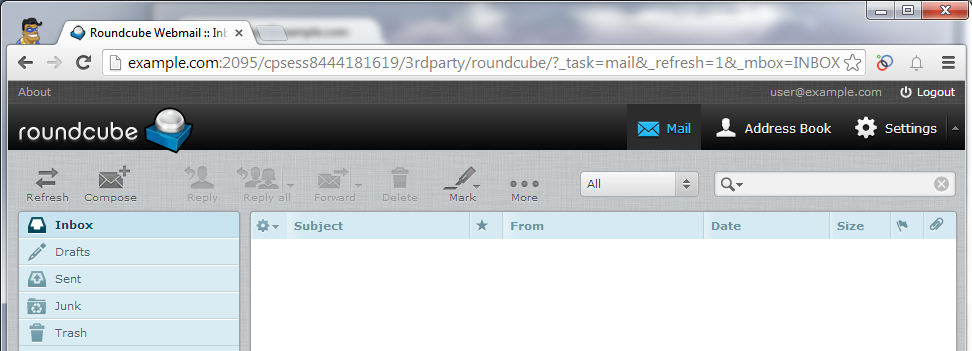 Roundcube Webmail :: Inb
example.com:2095/cpsess8444181619/3rdparty/roundcube/?_task=mail&_refresh=1&_mbox=INBOX
About user@example.com Logout
roundcube Mail Address Book Settings
Refresh Compose Reply Reply all Forward Delete Mark More All
Inbox Subject From Date Size
Drafts
Sent
Junk
Trash